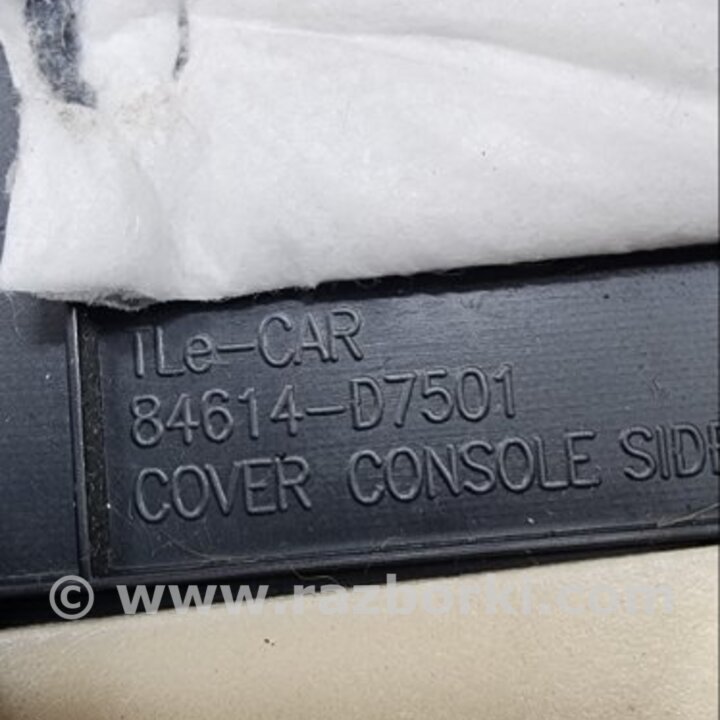 TLe-CAR
84614-D7501
COVER CONSOLE SIDE
© www.razborki.com